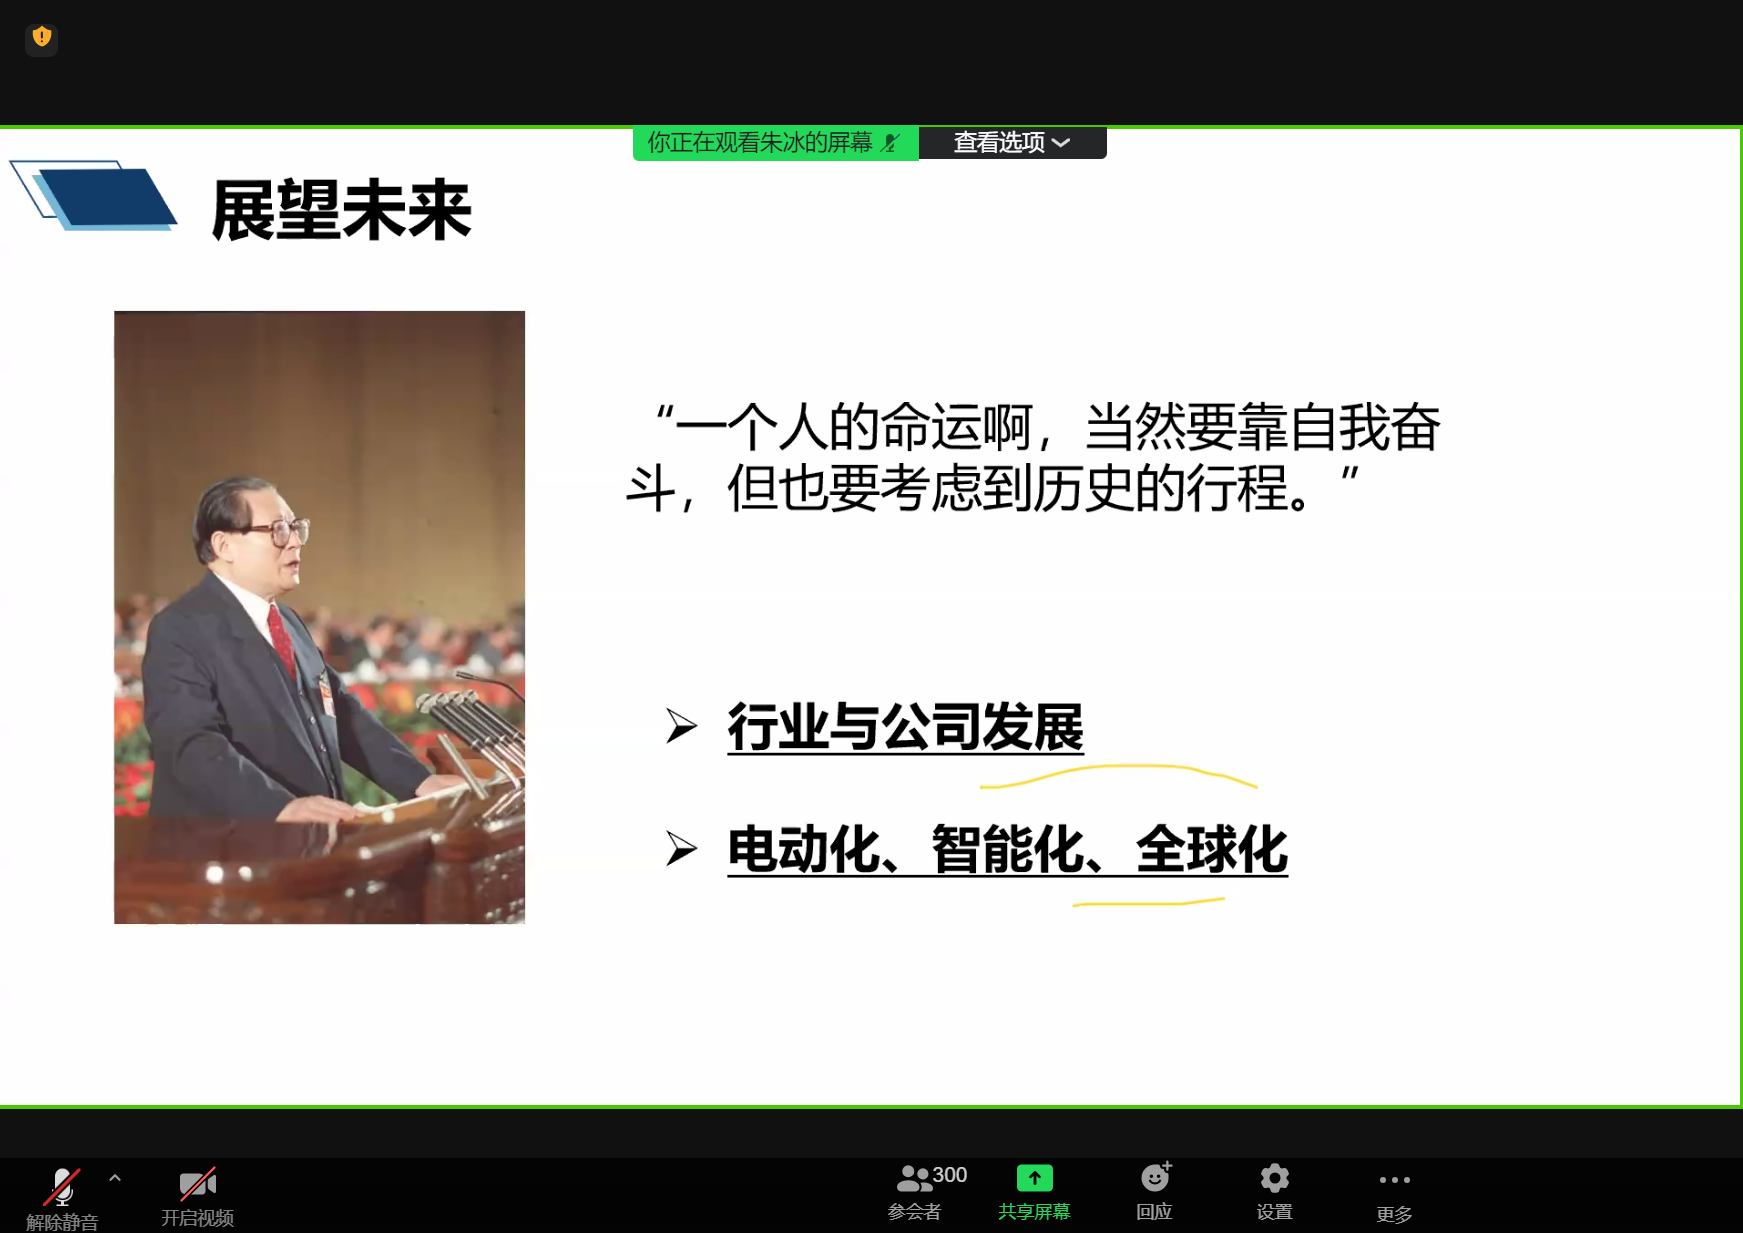 你正在观看朱冰的屏幕
查看选项
展望未来
“一个人的命运啊，当然要靠自我奋
斗，但也要考虑到历史的行程。”
行业与公司发展
电动化、智能化、全球化
解除静音
开启视频
300
参会者
共享屏幕
回应
设置
更多